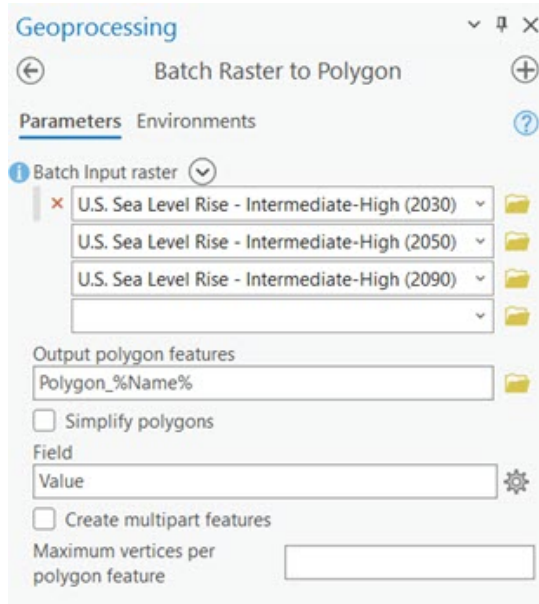 Geoprocessing
Batch Raster to Polygon
Parameters Environments
Batch Input raster
U.S. Sea Level Rise - Intermediate-High (2030)
U.S. Sea Level Rise - Intermediate-High (2050)
U.S. Sea Level Rise - Intermediate-High (2090)
Output polygon features
Polygon_%Name%
Simplify polygons
Field
Value
Create multipart features
Maximum vertices per
polygon feature